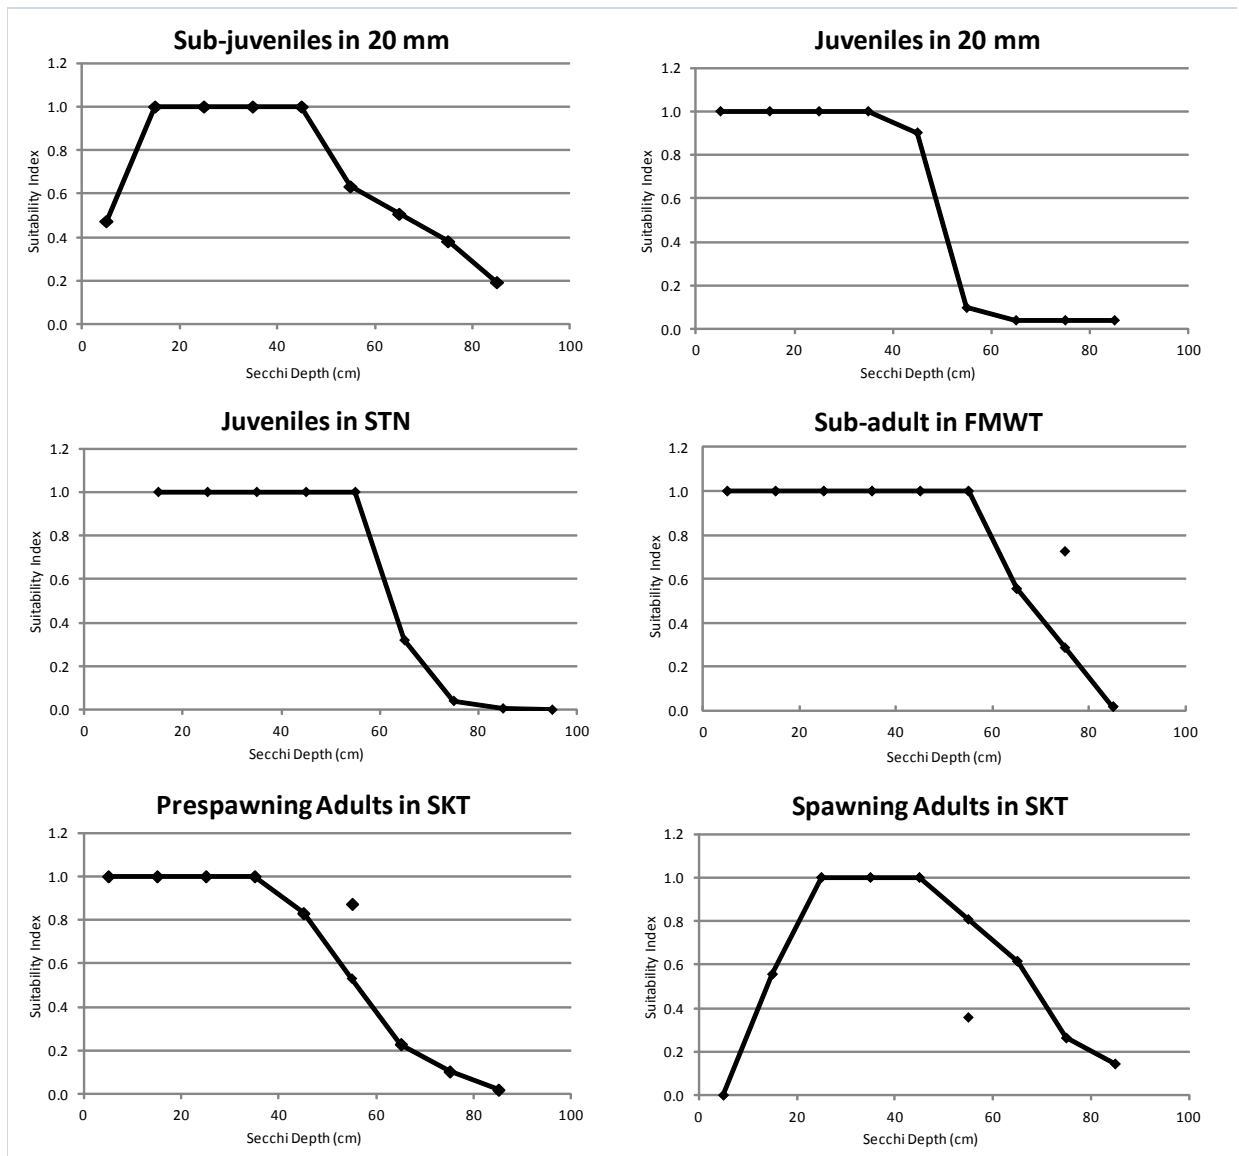 Sub-juveniles in 20 mm
1.2
1.0
0.8
0.6
0.4
0.2
0.0
Suitability Index
0 20 40 60 80 100
Secchi Depth (cm)
Juveniles in 20 mm
1.2
1.0
0.8
0.6
0.4
0.2
0.0
Suitability Index
0 20 40 60 80 100
Secchi Depth (cm)
Juveniles in STN
1.2
1.0
0.8
0.6
0.4
0.2
0.0
Suitability Index
0 20 40 60 80 100
Secchi Depth (cm)
Sub-adult in FMWT
1.2
1.0
0.8
0.6
0.4
0.2
0.0
Suitability Index
0 20 40 60 80 100
Secchi Depth (cm)
Prespawning Adults in SKT
1.2
1.0
0.8
0.6
0.4
0.2
0.0
Suitability Index
0 20 40 60 80 100
Secchi Depth (cm)
Spawning Adults in SKT
1.2
1.0
0.8
0.6
0.4
0.2
0.0
Suitability Index
0 20 40 60 80 100
Secchi Depth (cm)